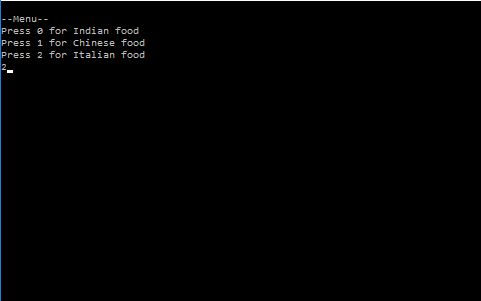 --Menu--
Press 0 for Indian food
Press 1 for Chinese food
Press 2 for Italian food
2